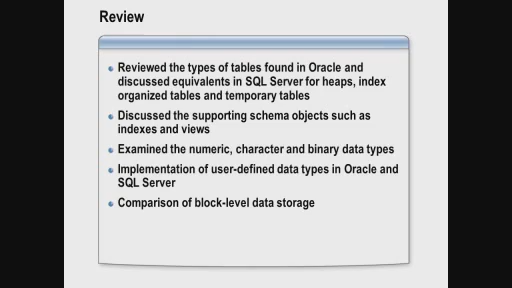 Review
Reviewed the types of tables found in Oracle and
discussed equivalents in SQL Server for heaps, index
organized tables and temporary tables
Discussed the supporting schema objects such as
indexes and views
Examined the numeric, character and binary data types
Implementation of user-defined data types in Oracle and
SQL Server
Comparison of block-level data storage